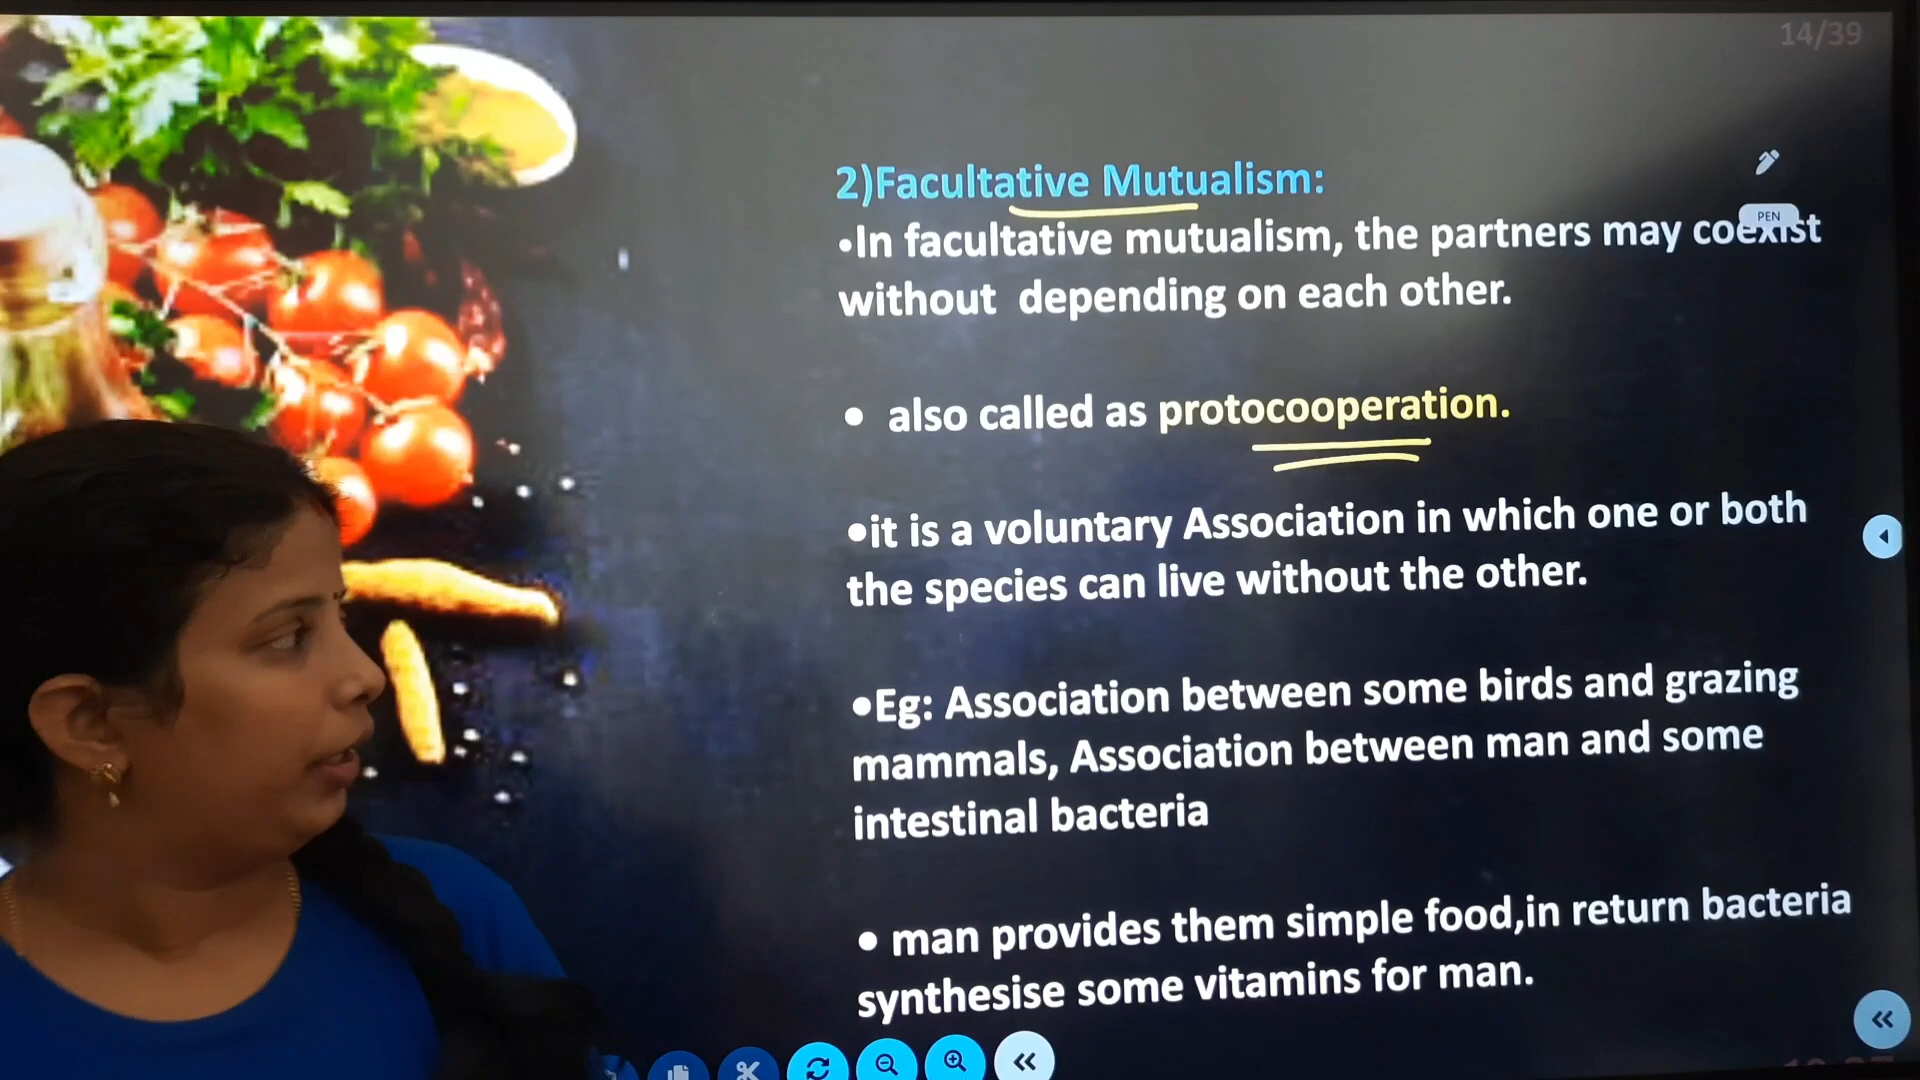 14/39
2)Facultative Mutualism:
PEN
•In facultative mutualism, the partners may coexist
without depending on each other.
• also called as protocooperation.
•it is a voluntary Association in which one or both
the species can live without the other.
•Eg: Association between some birds and grazing
mammals, Association between man and some
intestinal bacteria
• man provides them simple food,in return bacteria
synthesise some vitamins for man.